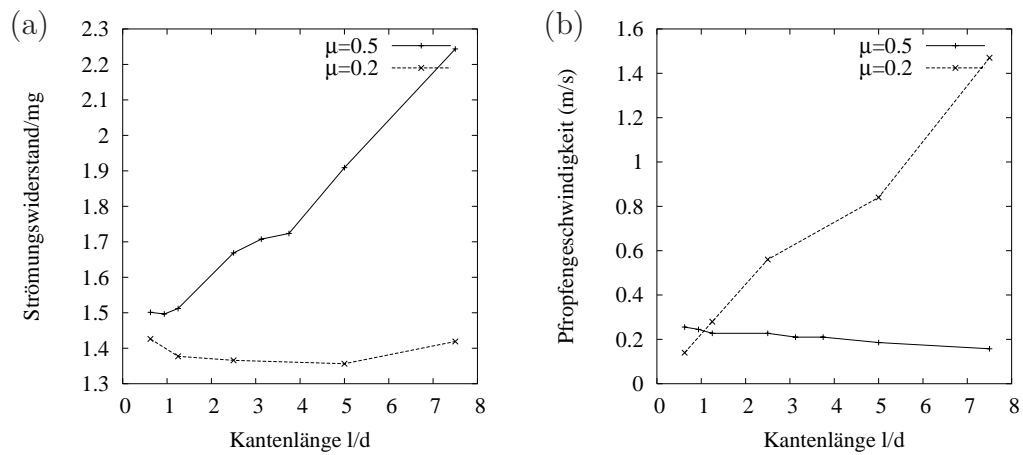 (a)
2.3
2.2
2.1
2
1.9
1.8
1.7
1.6
1.5
1.4
1.3
0 1 2 3 4 5 6 7 8
Strömungswiderstand/mg
Kantenlänge l/d
μ=0.5
μ=0.2
(b)
1.6
1.4
1.2
1
0.8
0.6
0.4
0.2
0
0 1 2 3 4 5 6 7 8
Pfropfengeschwindigkeit (m/s)
Kantenlänge l/d
μ=0.5
μ=0.2